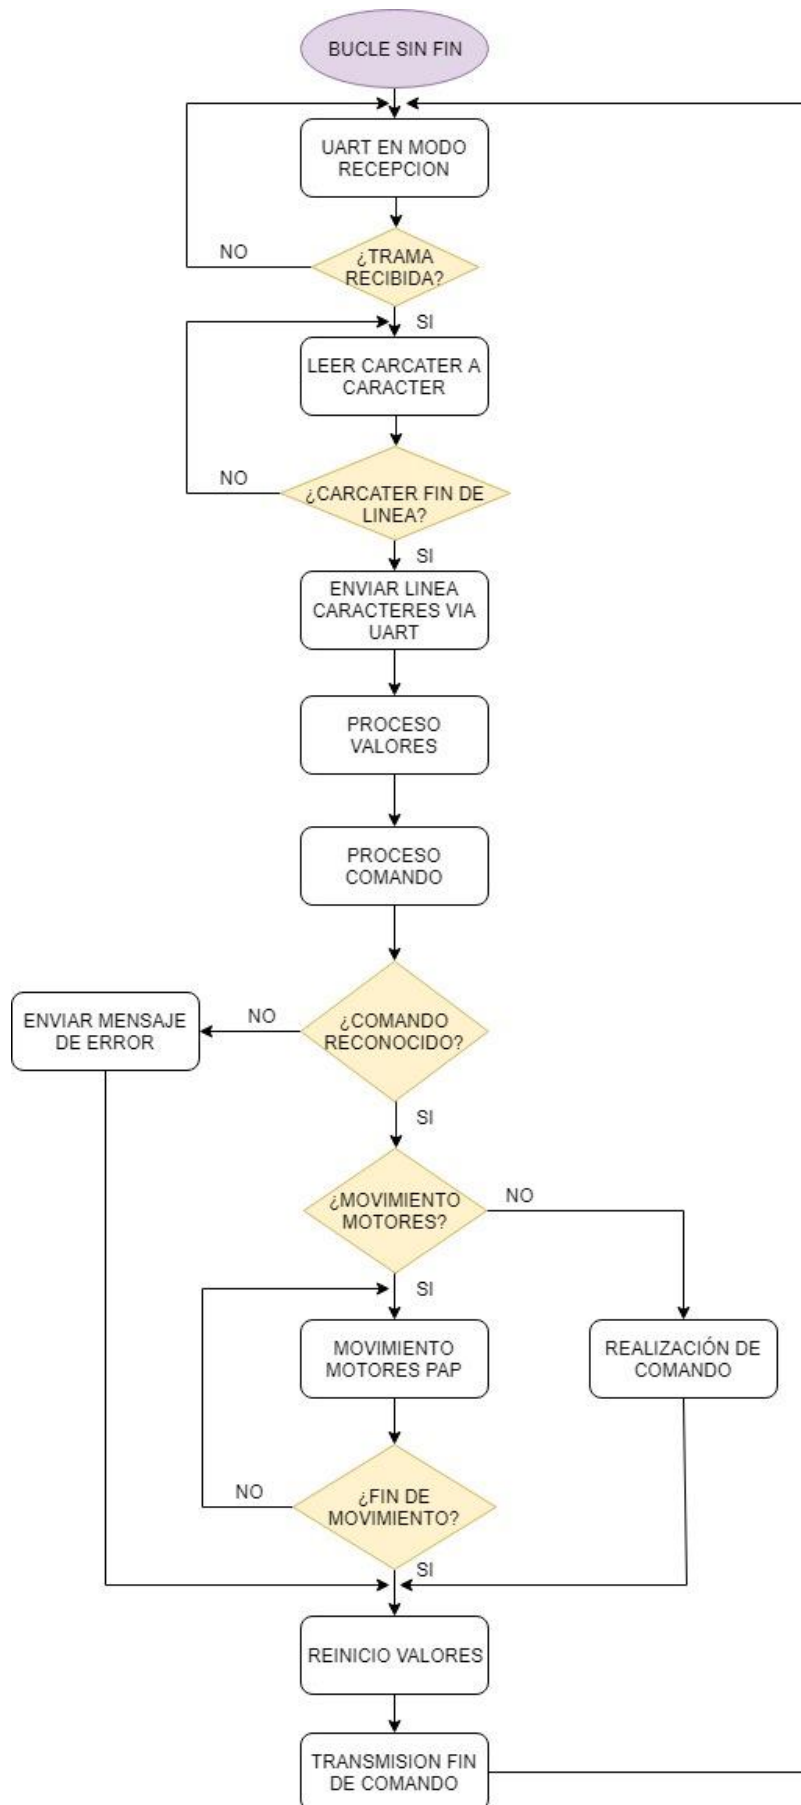 BUCLE SIN FIN
UART EN MODO
RECEPCION
NO
¿TRAMA
RECIBIDA?
SI
LEER CARCATER A
CARACTER
NO
¿CARCATER FIN DE
LINEA?
SI
ENVIAR LINEA
CARACTERES VIA
UART
PROCESO
VALORES
PROCESO
COMANDO
ENVIAR MENSAJE
DE ERROR
NO
¿COMANDO
RECONOCIDO?
SI
¿MOVIMIENTO
MOTORES?
NO
SI
MOVIMIENTO
MOTORES PAP
REALIZACIÓN DE
COMANDO
NO
¿FIN DE
MOVIMIENTO?
SI
REINICIO VALORES
TRANSMISION FIN
DE COMANDO